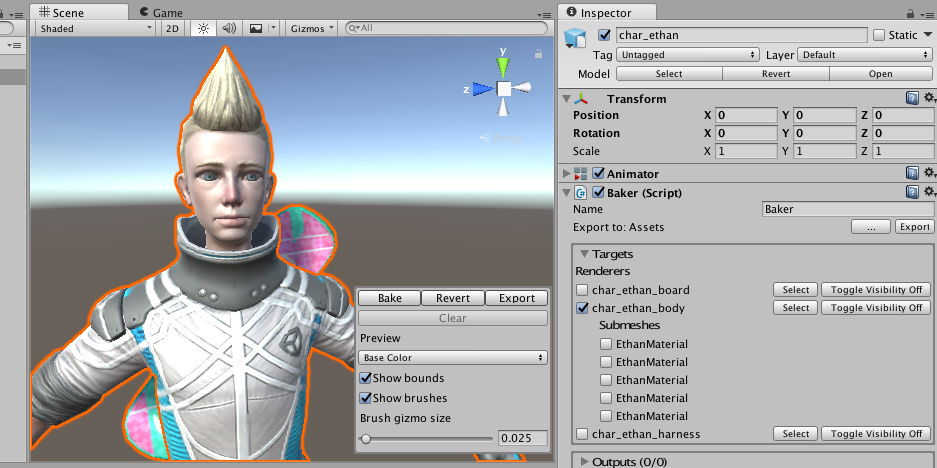 Scene
Game
Shaded
2D
Gizmos
All
y
z
Bake Revert Export
Clear
Preview
Base Color
Show bounds
Show brushes
Brush gizmo size
0.025
Inspector
char_ethan
Static
Tag Untagged Layer Default
Model Select Revert Open
Transform
Position X 0 Y 0 Z 0
Rotation X 0 Y 0 Z 0
Scale X 1 Y 1 Z 1
Animator
Baker (Script)
Name Baker
Export to: Assets ... Export
Targets
Renderers
char_ethan_board Select Toggle Visibility Off
char_ethan_body Select Toggle Visibility Off
Submeshes
EthanMaterial
EthanMaterial
EthanMaterial
EthanMaterial
EthanMaterial
char_ethan_harness Select Toggle Visibility Off
Outputs (0/0)